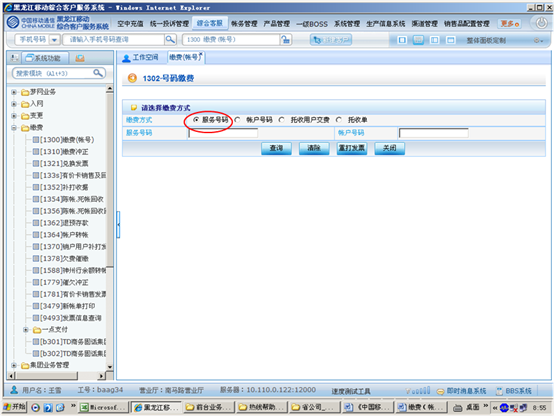 黑龙江移动综合客户服务系统 - Windows Internet Explorer
中国移动通信 CHINA MOBILE 黑龙江移动 综合客户服务系统 空中充值 统一投诉管理 综合客服 帐务管理 产品管理 一级BOSS 系统管理 生产信息系统 渠道管理 销售品配置管理 更多
手机号码 请输入手机号码查询 1300 缴费(帐号) 整体面板定制
系统功能 工作空间 缴费(帐号)
搜索模块 (Alt+3)
1302-号码缴费
梦网业务
入网
变更
缴费
[1300]缴费(帐号)
[1310]缴费冲正
[1321]兑换发票
[133s]有价卡销售及回
[1352]补打收据
[1354]陈帐,死帐回收
[1356]陈帐,死帐回收
[1362]退预存款
[1364]帐户转帐
[1370]销户用户补打发
[1378]欠费催缴
[1588]神州行余额转帐
[1779]催欠冲正
[1781]有价卡销售发票
[3479]新帐单打印
[9493]发票信息查询
一点支付
[b301]TD商务固话集团
[b302]TD商务固话集团
集团业务管理
请选择缴费方式
缴费方式 服务号码 帐户号码 托收用户交费 托收单
服务号码 帐户号码
查询 清除 重打发票 关闭
用户名：王雪 工号：baag34 营业厅：南马路营业厅 服务器：10.110.0.122:12000 速度测试工具 即时消息系统 BBS系统
开始 Microsof... 黑龙江移... 前台业务... 热线帮助... 省公司_... 《中国移... 缴费(帐... 桌面 8:55